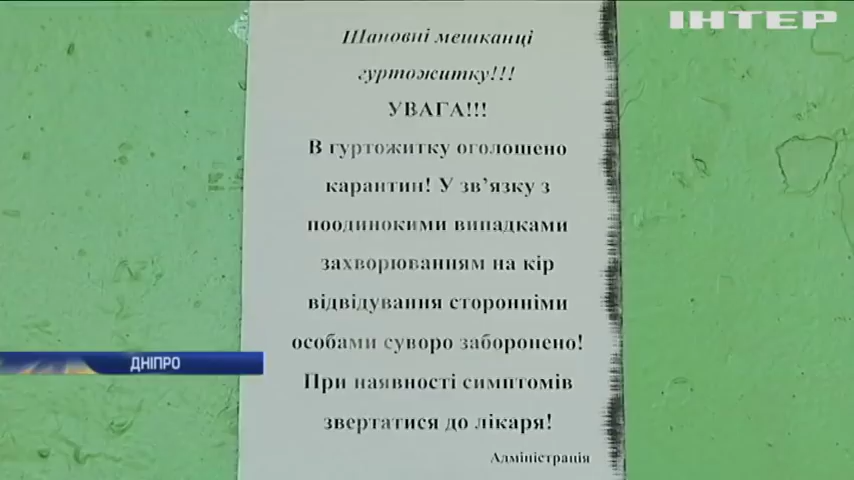 ІНТЕР
Шановні мешканці
гуртожитку!!!
УВАГА!!!
В гуртожитку оголошено
карантин! У зв’язку з
поодинокими випадками
захворюванням на кір
відвідування сторонніми
особами суворо заборонено!
При наявності симптомів
звертатися до лікаря!
Адміністрація
ДНІПРО